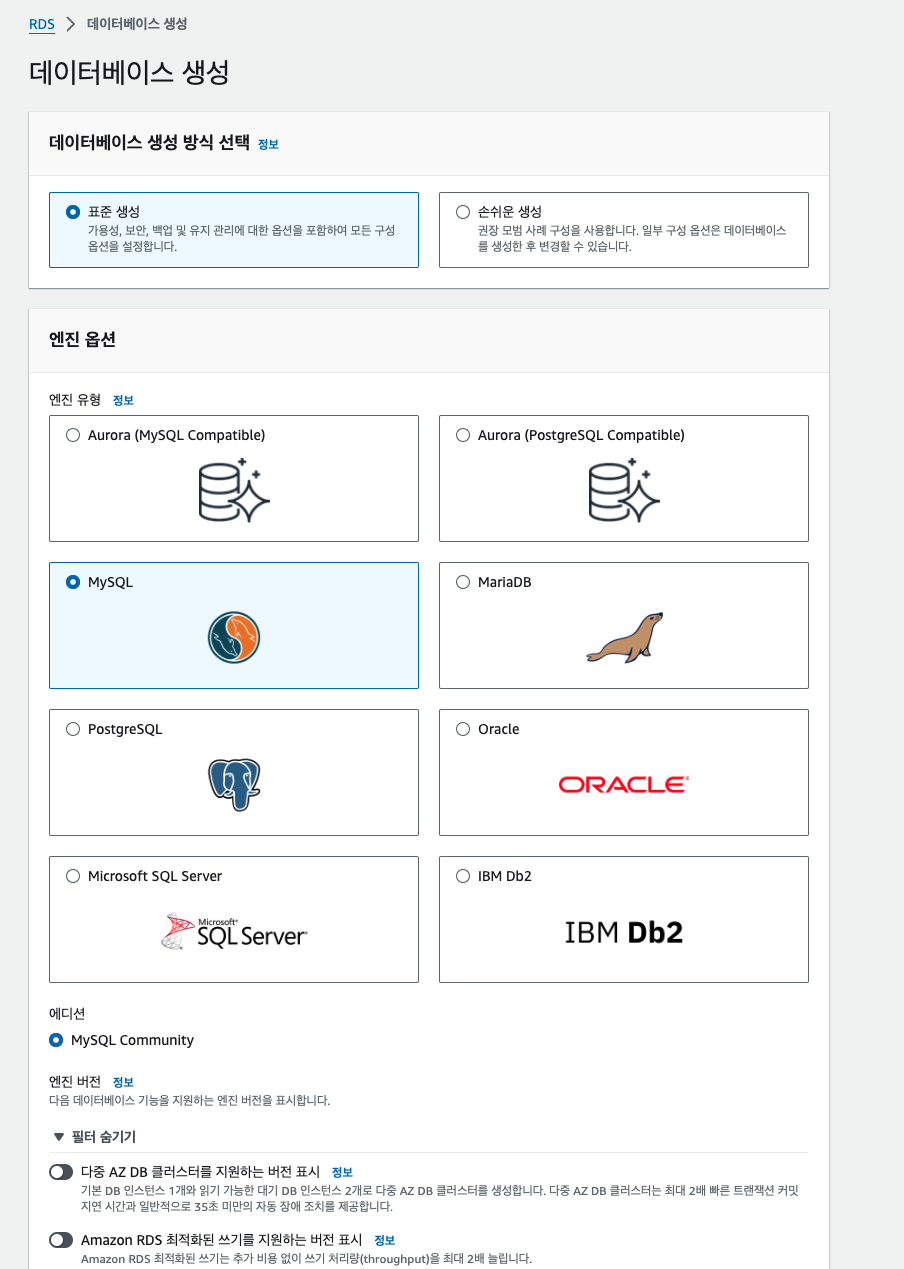 RDS > 데이터베이스 생성
데이터베이스 생성
데이터베이스 생성 방식 선택 정보
표준 생성
가용성, 보안, 백업 및 유지 관리에 대한 옵션을 포함하여 모든 구성
옵션을 설정합니다.
손쉬운 생성
권장 모범 사례 구성을 사용합니다. 일부 구성 옵션은 데이터베이스
를 생성한 후 변경할 수 있습니다.
엔진 옵션
엔진 유형 정보
Aurora (MySQL Compatible)
Aurora (PostgreSQL Compatible)
MySQL
MariaDB
PostgreSQL
Oracle
ORACLE
Microsoft SQL Server
Microsoft
SQL Server
IBM Db2
IBM Db2
에디션
MySQL Community
엔진 버전 정보
다음 데이터베이스 기능을 지원하는 엔진 버전을 표시합니다.
▼ 필터 숨기기
다중 AZ DB 클러스터를 지원하는 버전 표시 정보
기본 DB 인스턴스 1개와 읽기 가능한 대기 DB 인스턴스 2개로 다중 AZ DB 클러스터를 생성합니다. 다중 AZ DB 클러스터는 최대 2배 빠른 트랜잭션 커밋
지연 시간과 일반적으로 35초 미만의 자동 장애 조치를 제공합니다.
Amazon RDS 최적화된 쓰기를 지원하는 버전 표시 정보
Amazon RDS 최적화된 쓰기는 추가 비용 없이 쓰기 처리량(throughput)을 최대 2배 늘립니다.